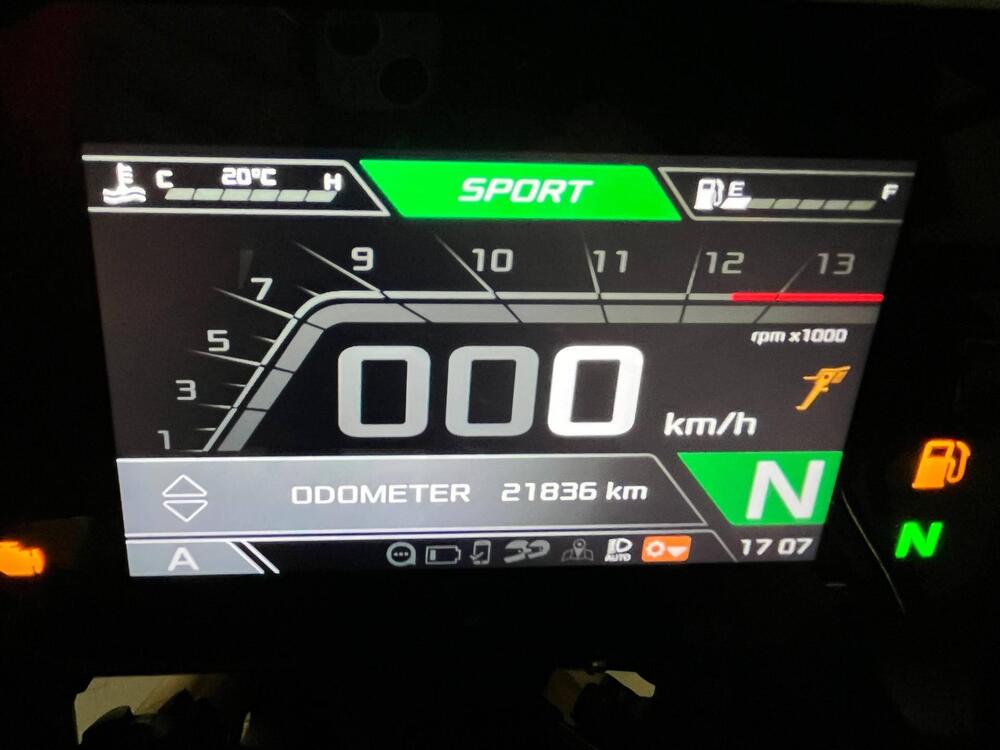 C 20°C H
SPORT
E F
1 3 5 7 9 10 11 12 13
rpm x1000
000 km/h
ODOMETER 21836 km
N
N
A
AUTO
17 07